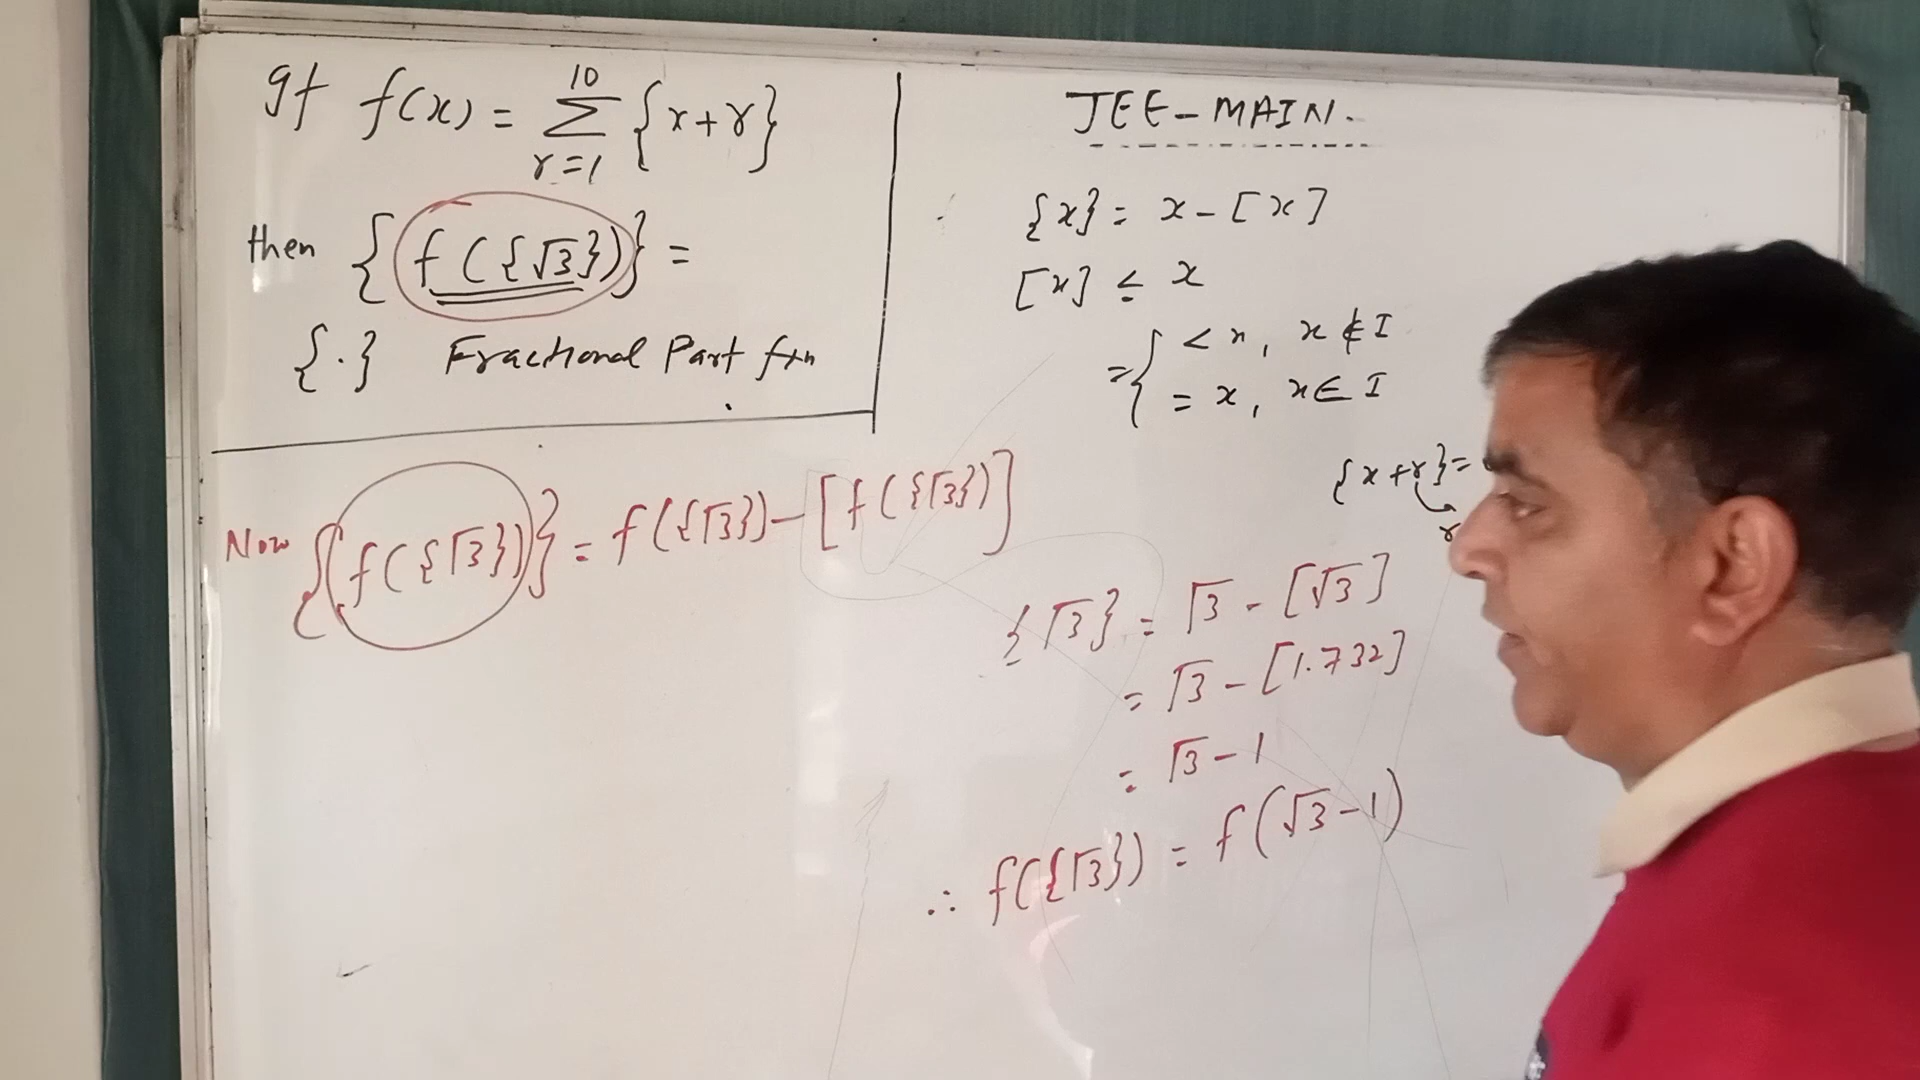 If f(x) = 10 Σ r=1 {x+r}
then {f({√3})} =
{.} Fractional Part fxn
JEE-MAIN.
{x} = x-[x]
[x] ≤ x
= { < x, x ∉ I
= x, x ∈ I
{x+r} =
r
Now {f({√3})} = f({√3}) - [f({√3})]
{√3} = √3 - [√3]
= √3 - [1.732]
= √3 - 1
∴ f({√3}) = f(√3-1)